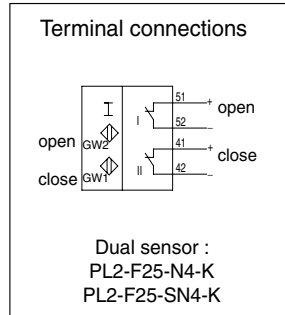 Terminal connections
51
+ open
I
52
–
open GW2
41
+ close
close GW1
II
42
–
Dual sensor :
PL2-F25-N4-K
PL2-F25-SN4-K